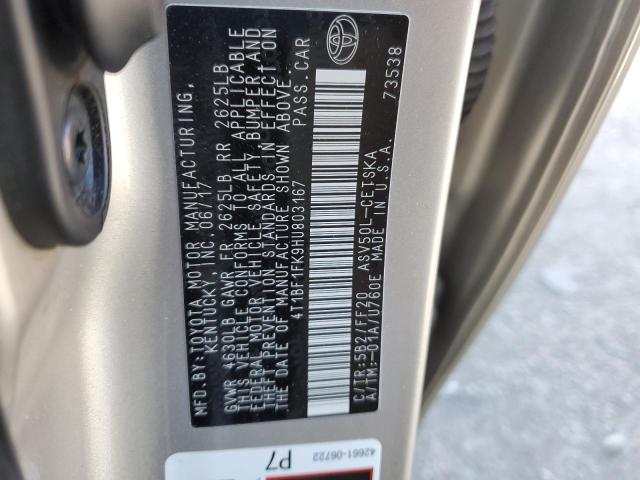 MFD.BY:TOYOTA MOTOR MANUFACTURING,
KENTUCKY, INC. 06/17
GVWR 4630LB GAWR FR 2625LB RR 2625LB
THIS VEHICLE CONFORMS TO ALL APPLICABLE
FEDERAL MOTOR VEHICLE SAFETY, BUMPER, AND
THEFT PREVENTION STANDARDS IN EFFECT ON
THE DATE OF MANUFACTURE SHOWN ABOVE.
4T1BF1FK9HU803167 PASS.CAR
C/TR:5B2/FF20 ASV50L-CETSKA
A/TM:-01A/U760E MADE IN U.S.A.
73538
42661-06722
P7